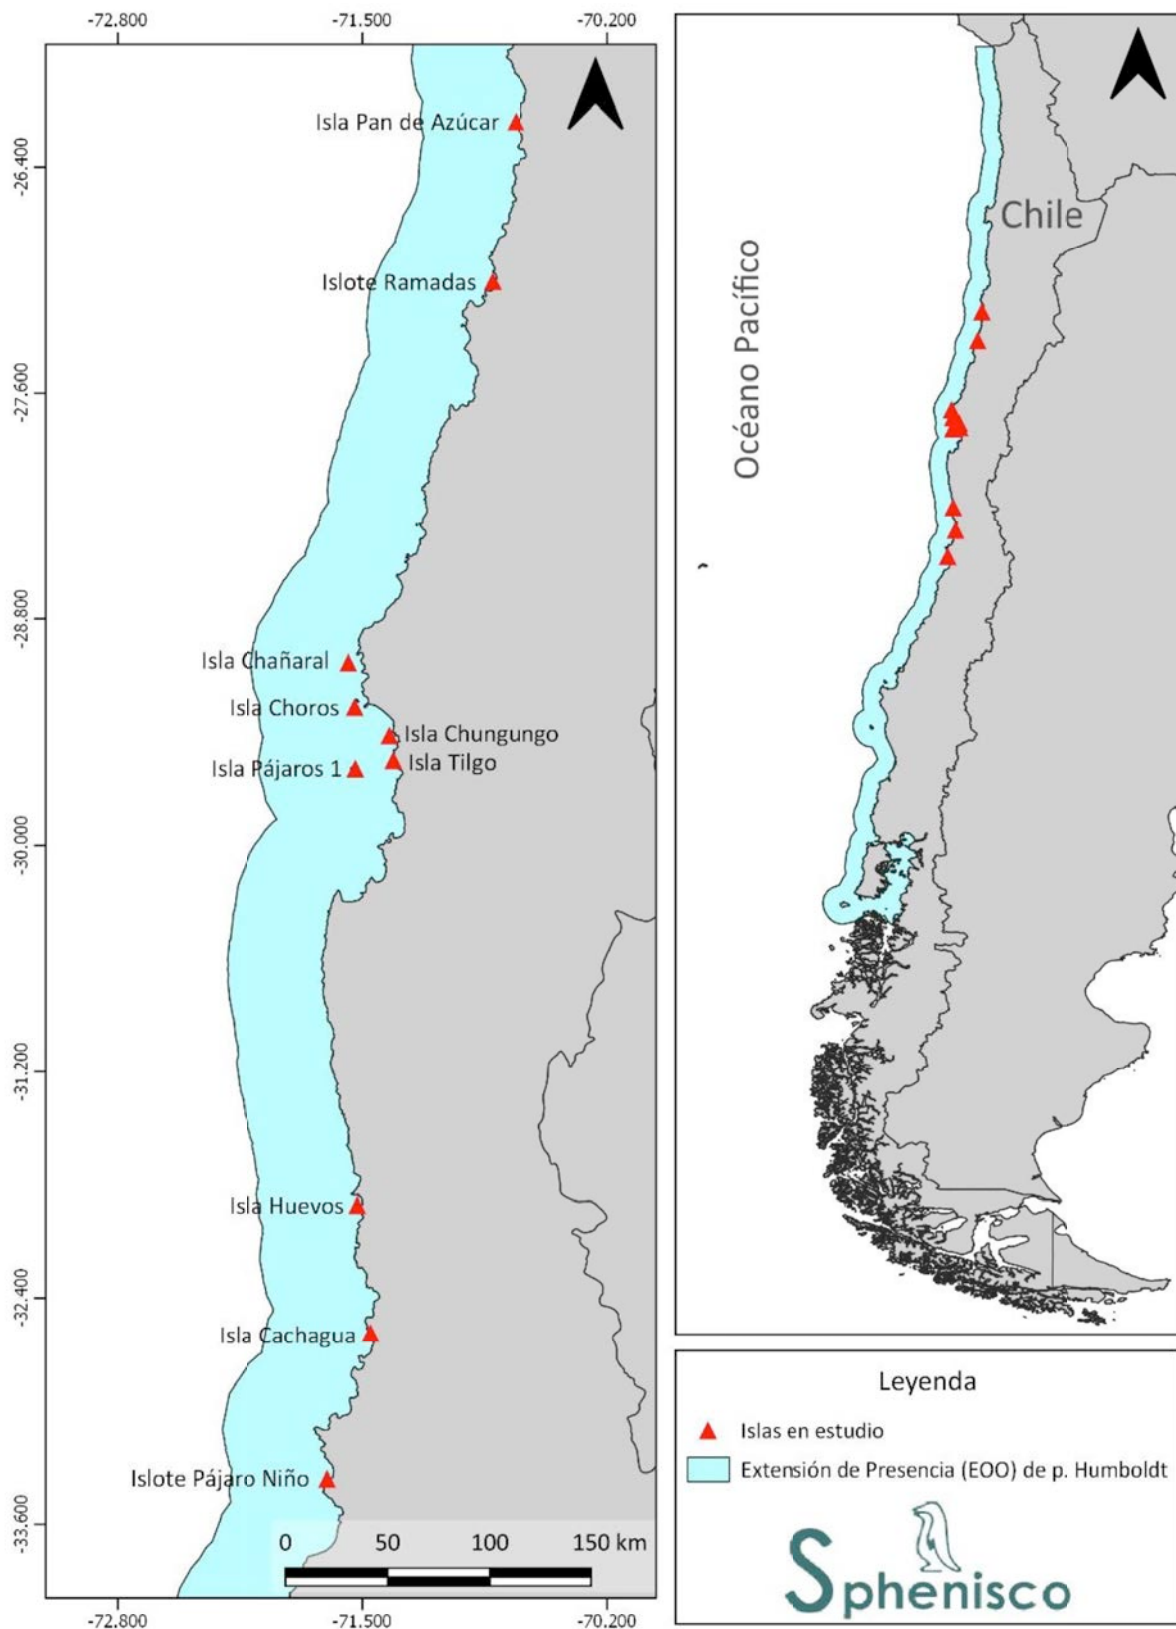 -72.800
-71.500
-70.200
-26.400
-27.600
-28.800
-30.000
-31.200
-32.400
-33.600
Isla Pan de Azúcar
Islote Ramadas
Isla Chañaral
Isla Choros
Isla Chungungo
Isla Tilgo
Isla Pájaros 1
Isla Huevos
Isla Cachagua
Islote Pájaro Niño
0 50 100 150 km
-72.800
-71.500
-70.200
Chile
Océano Pacífico
Leyenda
Islas en estudio
Extensión de Presencia (EOO) de p. Humboldt
Sphenisco